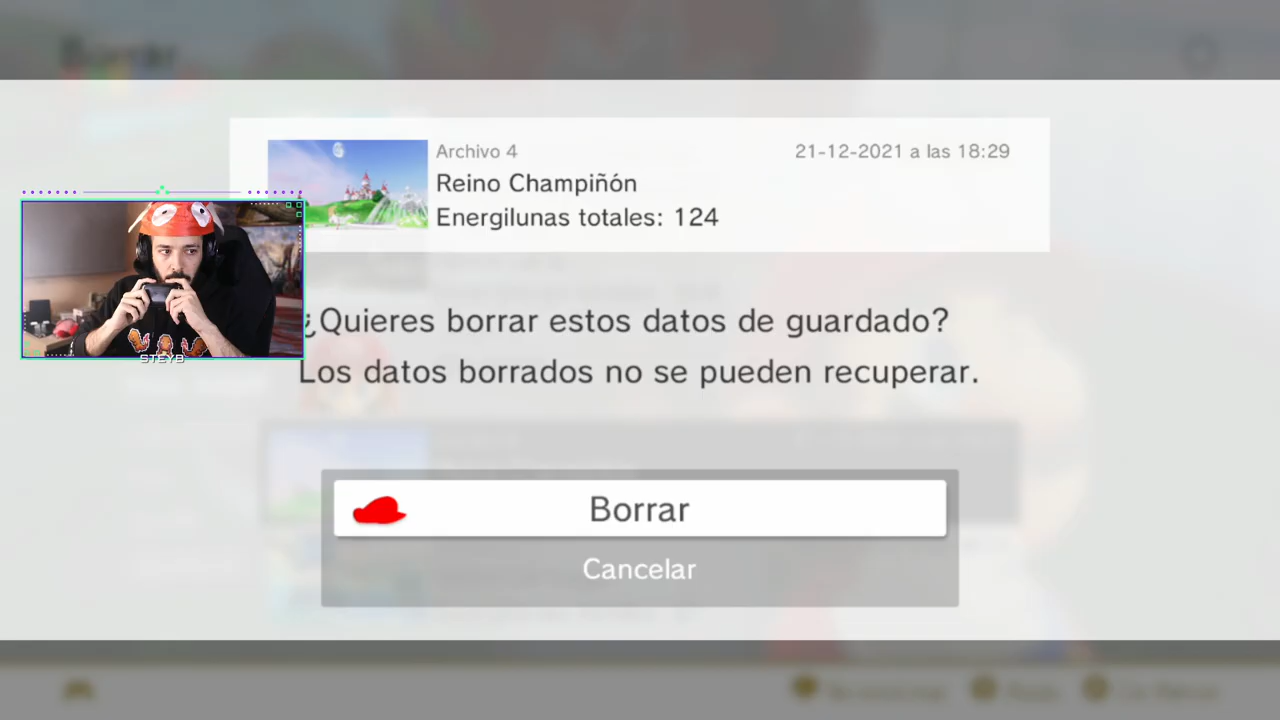 Borrar
Archivo 4
21-12-2021 a las 18:29
Reino Champiñón
Energilunas totales: 124
¿Quieres borrar estos datos de guardado?
Los datos borrados no se pueden recuperar.
STEYB
Borrar
Cancelar